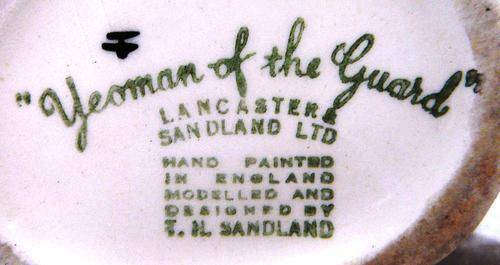 "Yeoman of the Guard"
LANCASTER &
SANDLAND LTD
HAND PAINTED
IN ENGLAND
MODELLED AND
DESIGNED BY
T. H. SANDLAND